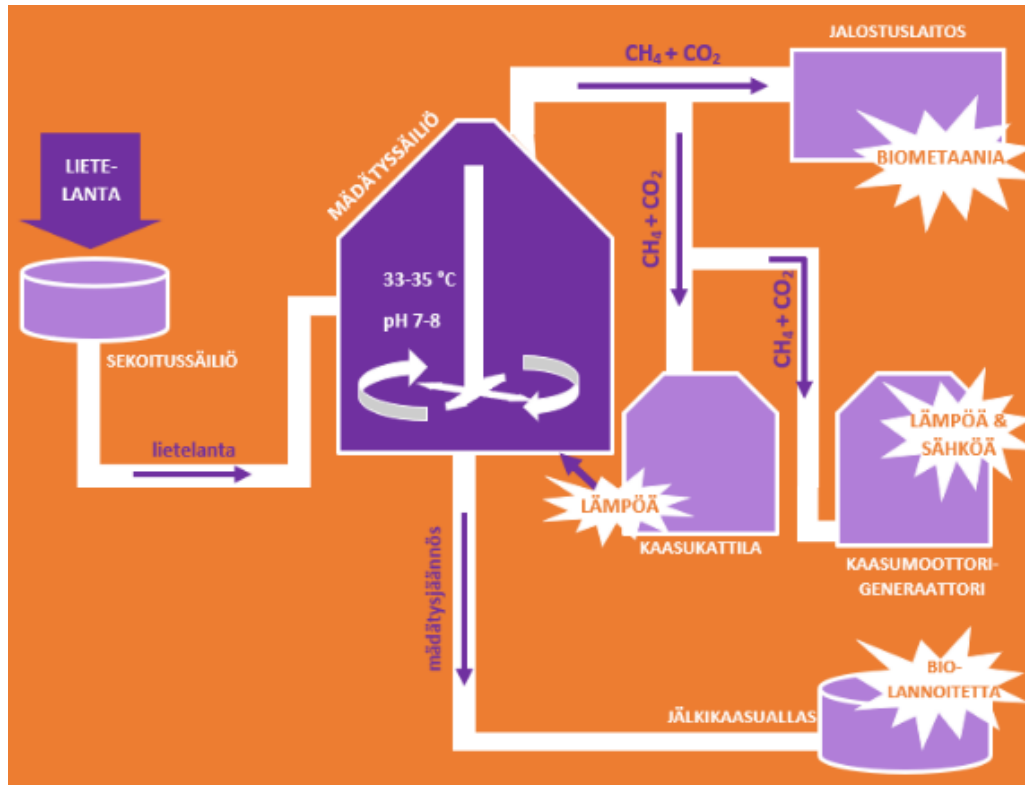 JALOSTUSLAITOS
CH₄ + CO₂
BIOMETAANIA
LIETE-
LANTA
MÄDÄTYSSÄILIÖ
33-35 °C
pH 7-8
CH₄ + CO₂
CH₄ + CO₂
SEKOITUSSÄILIÖ
lietelanta
LÄMPÖÄ &
SÄHKÖÄ
LÄMPÖÄ
KAASUKATTILA
KAASUMOOTTORI-
GENERAATTORI
mädätysjäännös
BIO-
LANNOITETTA
JÄLKIKAASUALLAS